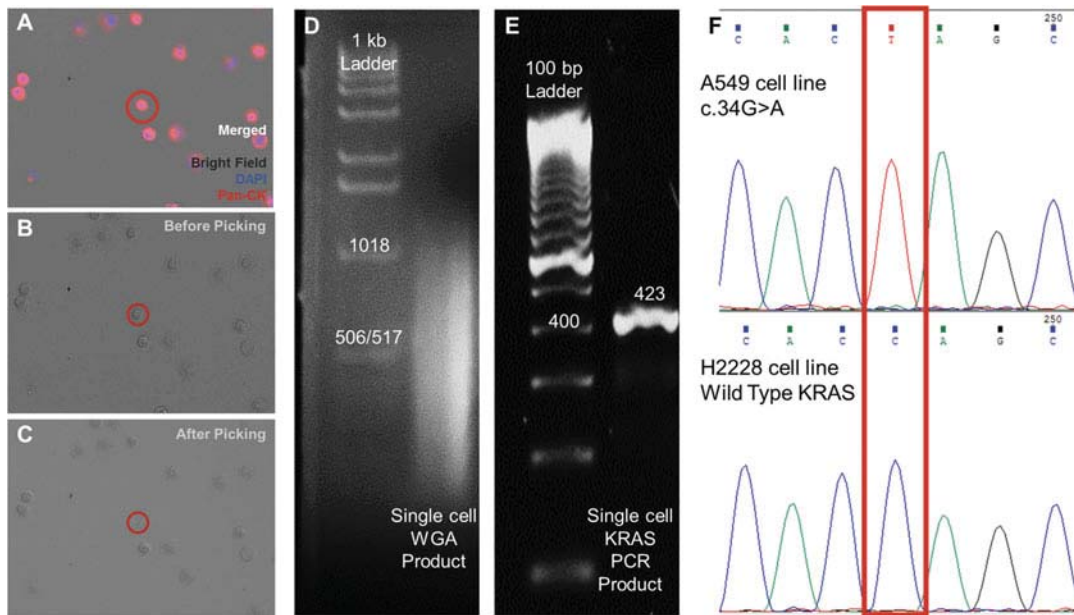 A
Merged
Bright Field
DAPI
Pan-CK
B
Before Picking
C
After Picking
D
1 kb
Ladder
1018
506/517
Single cell
WGA
Product
E
100 bp
Ladder
423
400
Single cell
KRAS
PCR
Product
F
250
C A C T A G C
A549 cell line
c.34G>A
250
C A C C A G C
H2228 cell line
Wild Type KRAS